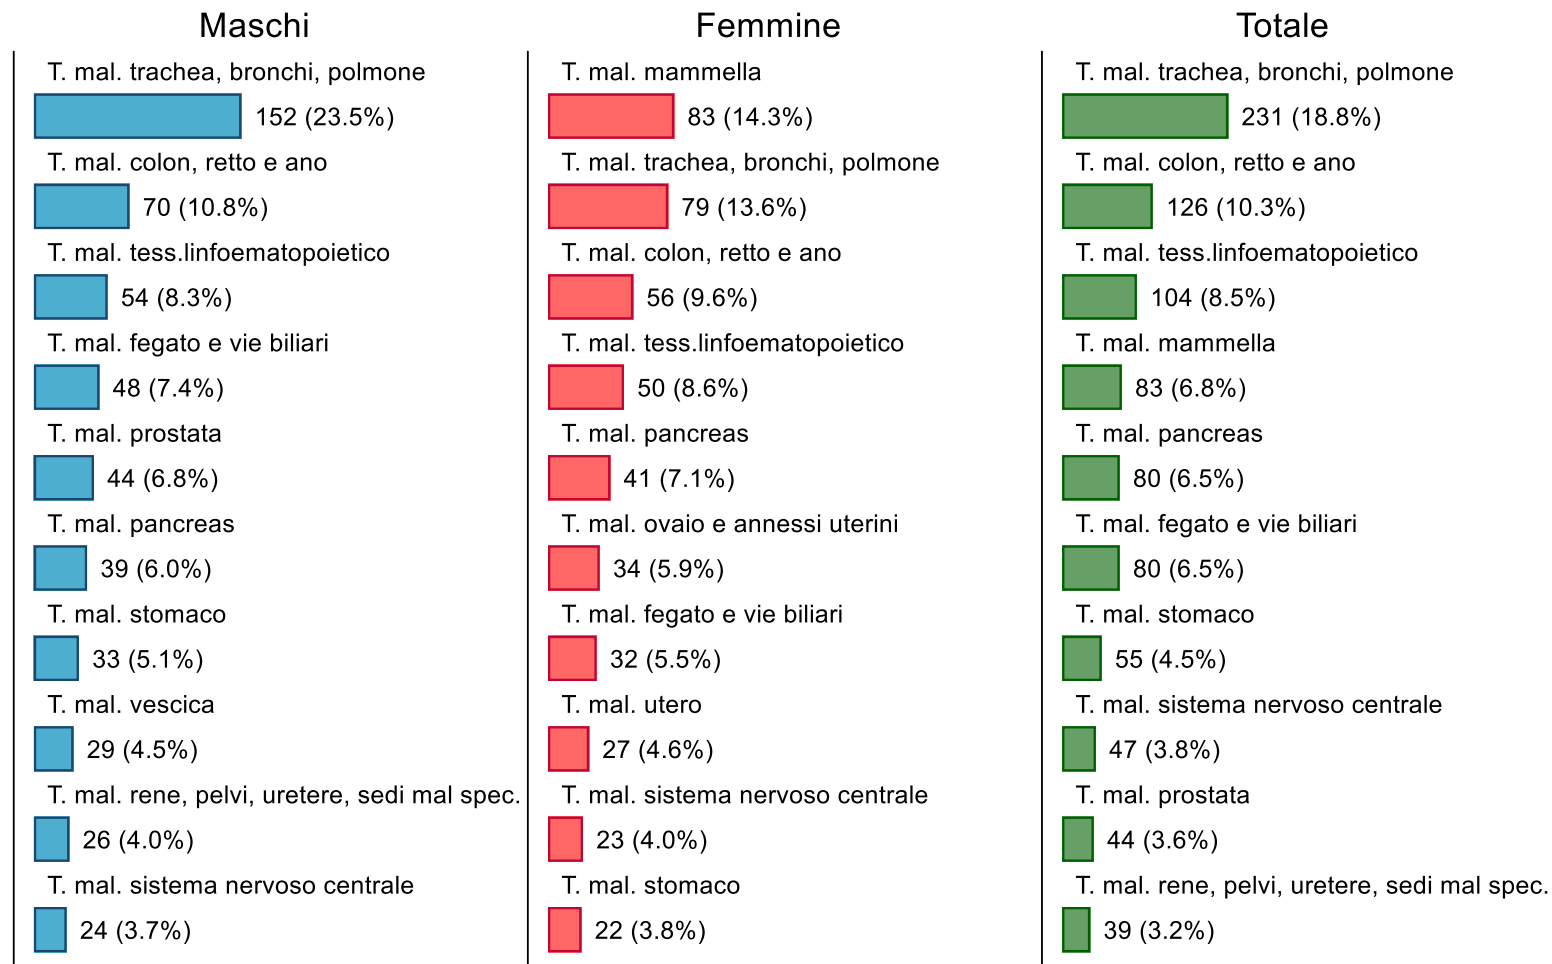 Maschi
T. mal. trachea, bronchi, polmone
152 (23.5%)
T. mal. colon, retto e ano
70 (10.8%)
T. mal. tess.linfoematopoietico
54 (8.3%)
T. mal. fegato e vie biliari
48 (7.4%)
T. mal. prostata
44 (6.8%)
T. mal. pancreas
39 (6.0%)
T. mal. stomaco
33 (5.1%)
T. mal. vescica
29 (4.5%)
T. mal. rene, pelvi, uretere, sedi mal spec.
26 (4.0%)
T. mal. sistema nervoso centrale
24 (3.7%)
Femmine
T. mal. mammella
83 (14.3%)
T. mal. trachea, bronchi, polmone
79 (13.6%)
T. mal. colon, retto e ano
56 (9.6%)
T. mal. tess.linfoematopoietico
50 (8.6%)
T. mal. pancreas
41 (7.1%)
T. mal. ovaio e annessi uterini
34 (5.9%)
T. mal. fegato e vie biliari
32 (5.5%)
T. mal. utero
27 (4.6%)
T. mal. sistema nervoso centrale
23 (4.0%)
T. mal. stomaco
22 (3.8%)
Totale
T. mal. trachea, bronchi, polmone
231 (18.8%)
T. mal. colon, retto e ano
126 (10.3%)
T. mal. tess.linfoematopoietico
104 (8.5%)
T. mal. mammella
83 (6.8%)
T. mal. pancreas
80 (6.5%)
T. mal. fegato e vie biliari
80 (6.5%)
T. mal. stomaco
55 (4.5%)
T. mal. sistema nervoso centrale
47 (3.8%)
T. mal. prostata
44 (3.6%)
T. mal. rene, pelvi, uretere, sedi mal spec.
39 (3.2%)